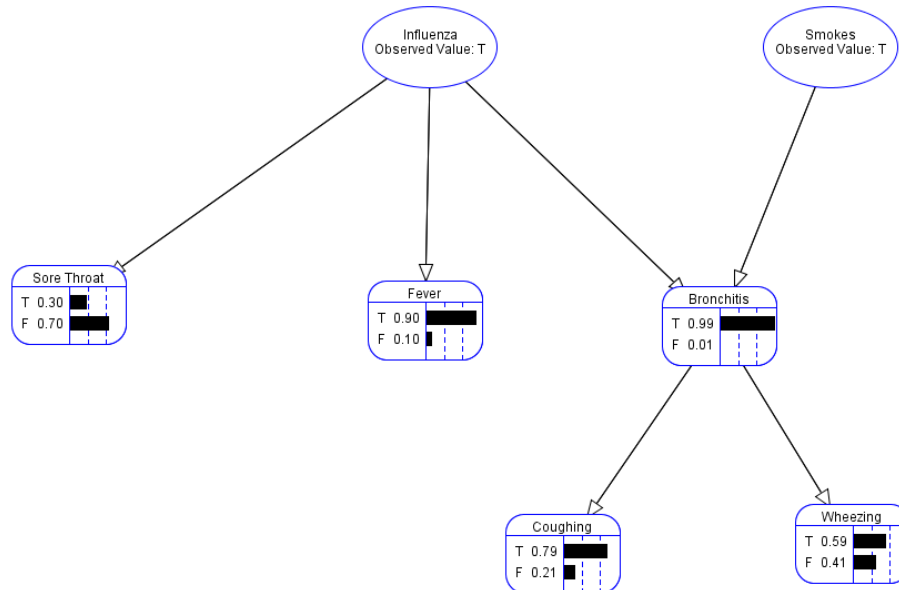 Influenza
Observed Value: T
Smokes
Observed Value: T
Sore Throat
T 0.30
F 0.70
Fever
T 0.90
F 0.10
Bronchitis
T 0.99
F 0.01
Coughing
T 0.79
F 0.21
Wheezing
T 0.59
F 0.41